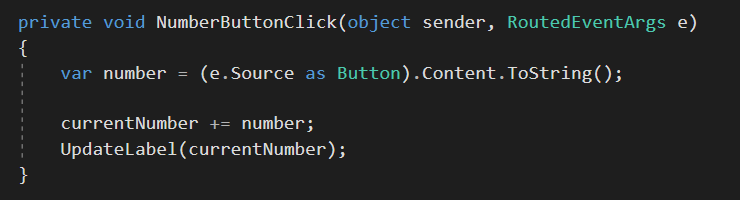 private void NumberButtonClick(object sender, RoutedEventArgs e)
{
    var number = (e.Source as Button).Content.ToString();

    currentNumber += number;
    UpdateLabel(currentNumber);
}